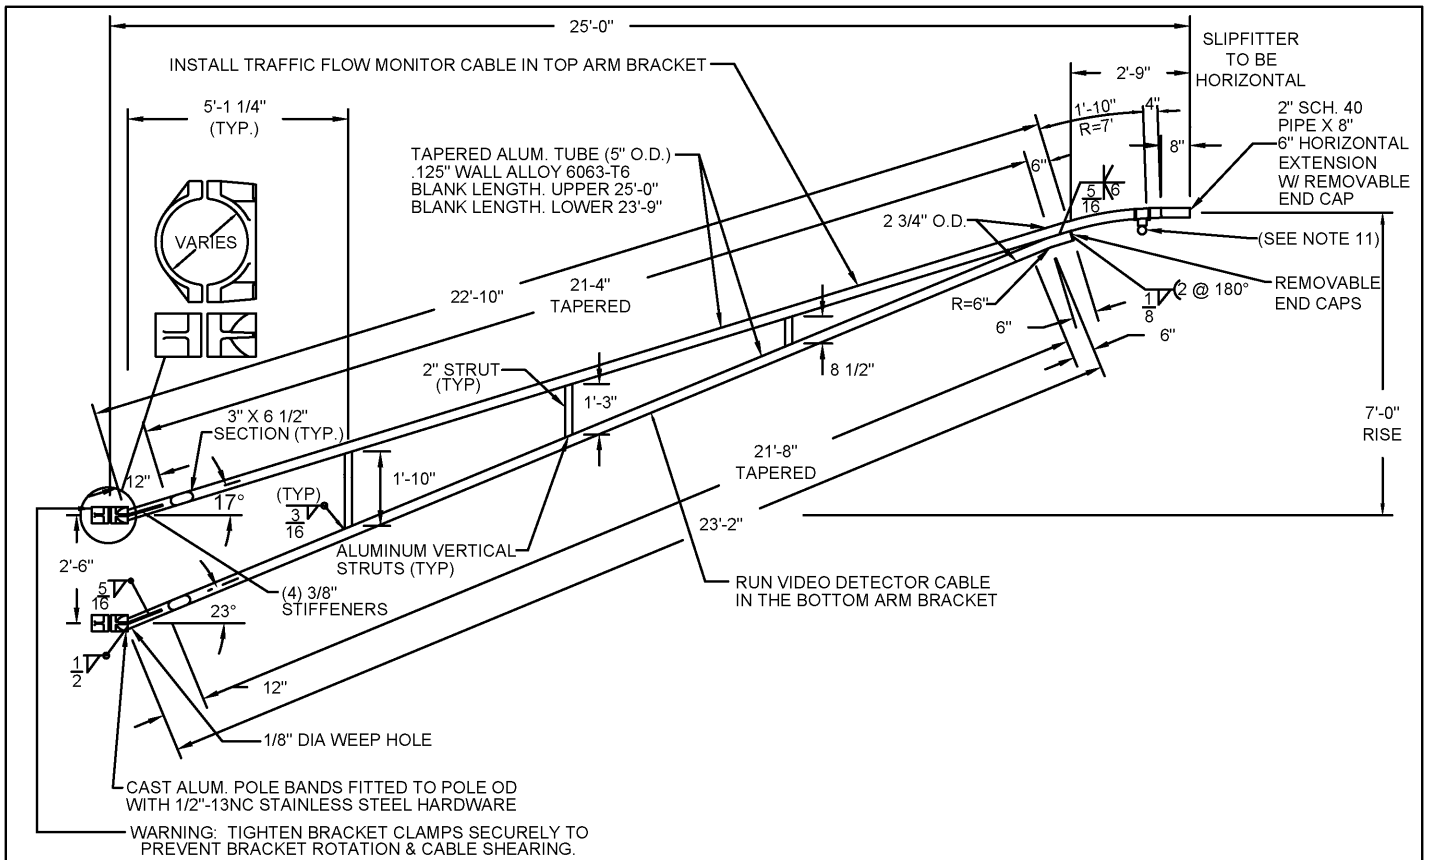 25'-0"
SLIPFITTER
TO BE
HORIZONTAL
INSTALL TRAFFIC FLOW MONITOR CABLE IN TOP ARM BRACKET
2'-9"
5'-1 1/4"
(TYP.)
1'-10"
R=7'
4"
2" SCH. 40
PIPE X 8"
6" HORIZONTAL
EXTENSION
W/ REMOVABLE
END CAP
8"
TAPERED ALUM. TUBE (5" O.D.)
.125" WALL ALLOY 6063-T6
BLANK LENGTH. UPPER 25'-0"
BLANK LENGTH. LOWER 23'-9"
6"
5
16
6
2 3/4" O.D.
VARIES
(SEE NOTE 11)
22'-10"
21-4"
TAPERED
R=6"
1
8
2 @ 180°
REMOVABLE
END CAPS
6"
6"
2" STRUT
(TYP)
8 1/2"
1'-3"
3" X 6 1/2"
SECTION (TYP.)
7'-0"
RISE
21'-8"
TAPERED
12"
1'-10"
17°
(TYP)
3
16
23'-2"
ALUMINUM VERTICAL
STRUTS (TYP)
2'-6"
5
16
(4) 3/8"
STIFFENERS
23°
RUN VIDEO DETECTOR CABLE
IN THE BOTTOM ARM BRACKET
1
2
12"
1/8" DIA WEEP HOLE
CAST ALUM. POLE BANDS FITTED TO POLE OD
WITH 1/2"-13NC STAINLESS STEEL HARDWARE
WARNING: TIGHTEN BRACKET CLAMPS SECURELY TO
PREVENT BRACKET ROTATION & CABLE SHEARING.